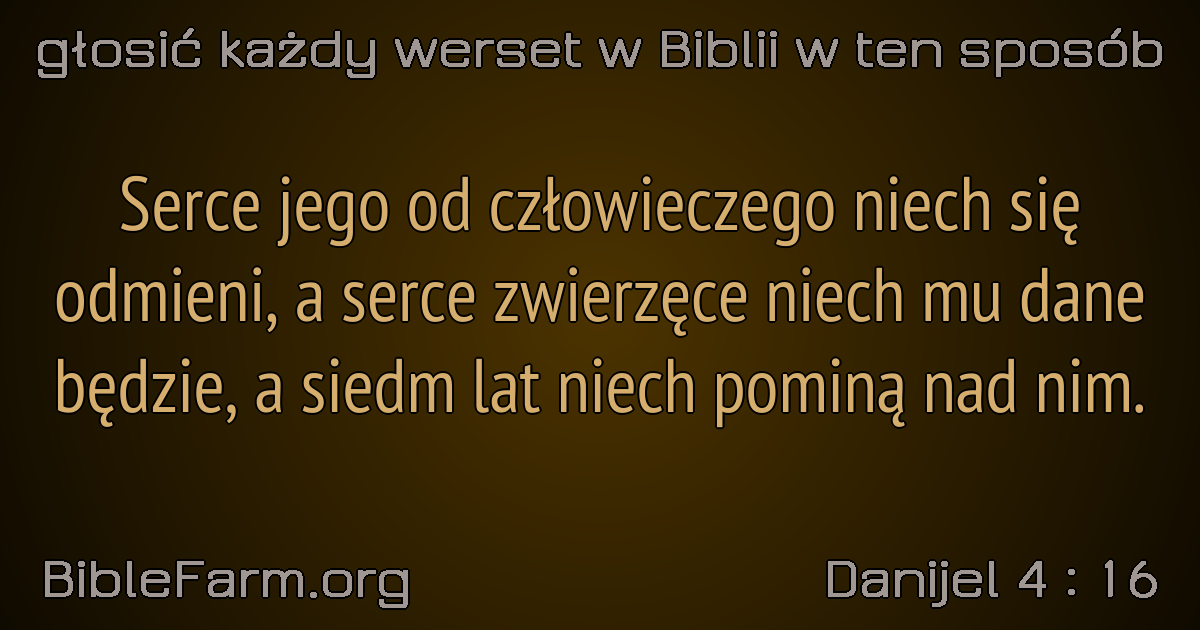 głosić każdy werset w Biblii w ten sposób
Serce jego od człowieczego niech się
odmieni, a serce zwierzęce niech mu dane
będzie, a siedm lat niech pominą nad nim.
BibleFarm.org
Danijel 4 : 16